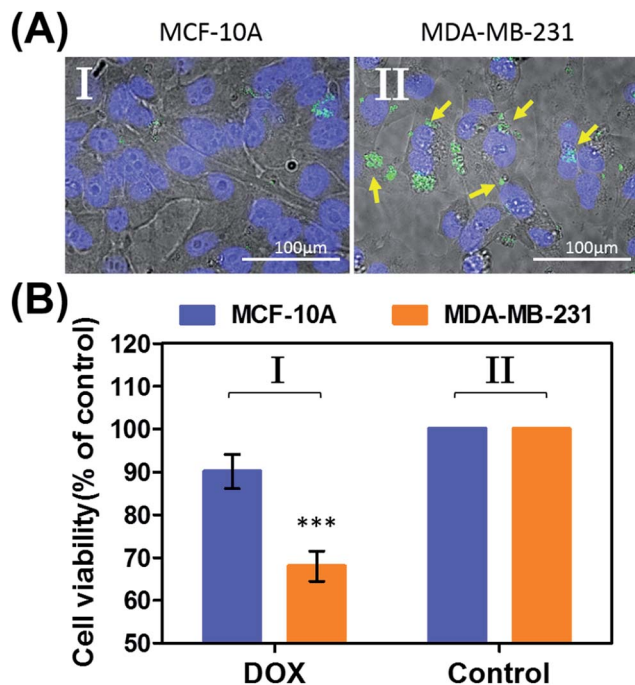 (A)
MCF-10A
MDA-MB-231
I
II
100μm
100μm
(B)
MCF-10A
MDA-MB-231
Cell viability(% of control)
120
110
100
90
80
70
60
50
I
II
***
DOX
Control